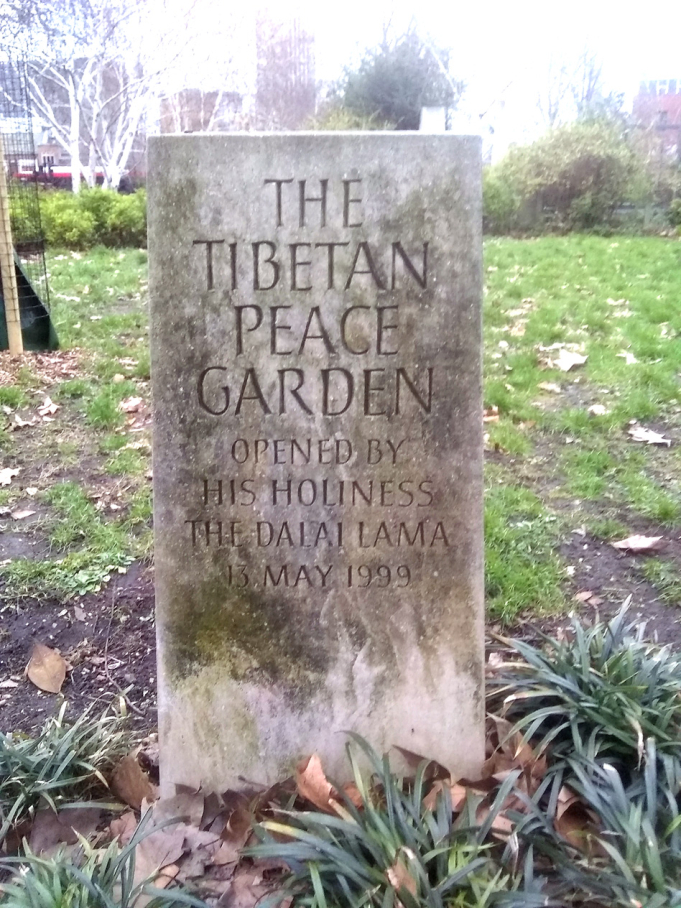 THE
TIBETAN
PEACE
GARDEN
OPENED BY
HIS HOLINESS
THE DALAI LAMA
13 MAY 1999